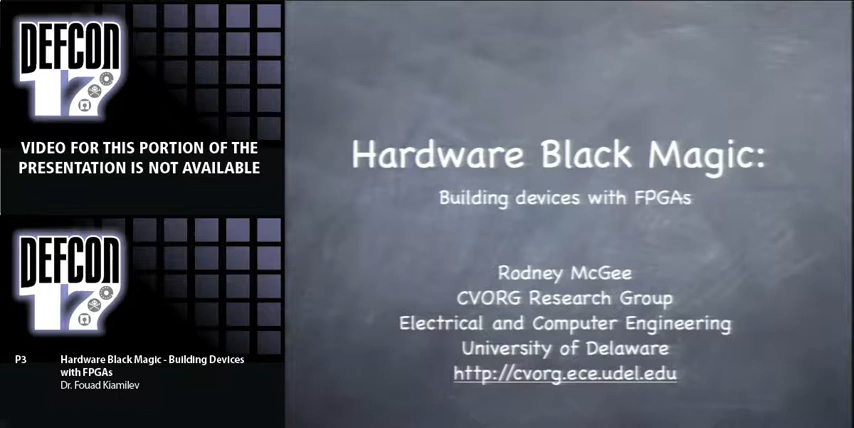 DEFCON
17
VIDEO FOR THIS PORTION OF THE
PRESENTATION IS NOT AVAILABLE
DEFCON
17
P3 Hardware Black Magic - Building Devices
with FPGAs
Dr. Fouad Kiamilev
Hardware Black Magic:
Building devices with FPGAs
Rodney McGee
CVORG Research Group
Electrical and Computer Engineering
University of Delaware
http://cvorg.ece.udel.edu